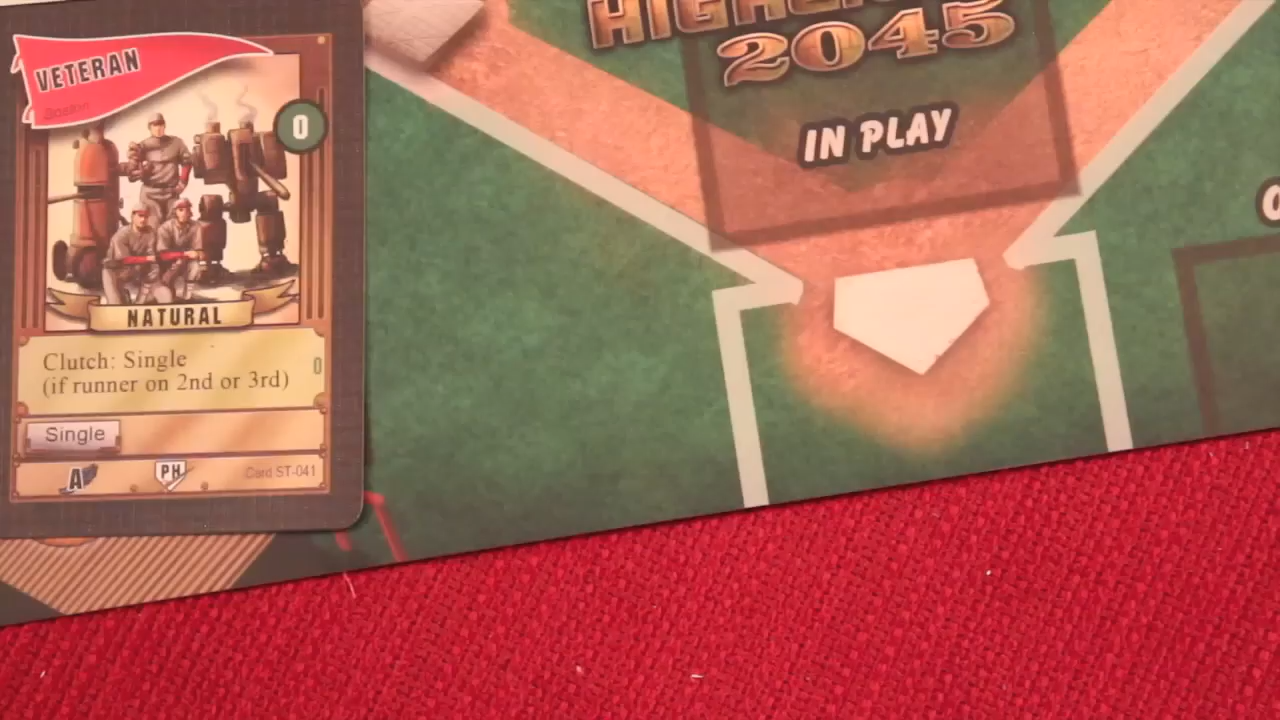 VETERAN
Boston
0
NATURAL
Clutch: Single
(if runner on 2nd or 3rd)
0
Single
A
PH
Card ST-041
2045
IN PLAY